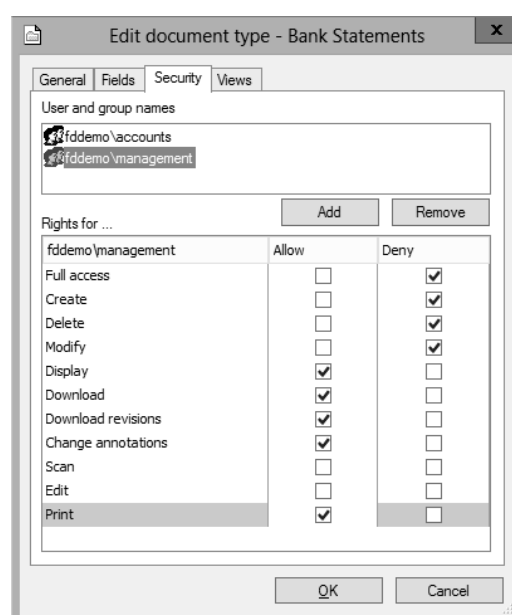 Edit document type - Bank Statements
x
General Fields Security Views
User and group names
fddemo\accounts
fddemo\management
Add Remove
Rights for ...
fddemo\management Allow Deny
Full access
Create
Delete
Modify
Display
Download
Download revisions
Change annotations
Scan
Edit
Print
OK Cancel